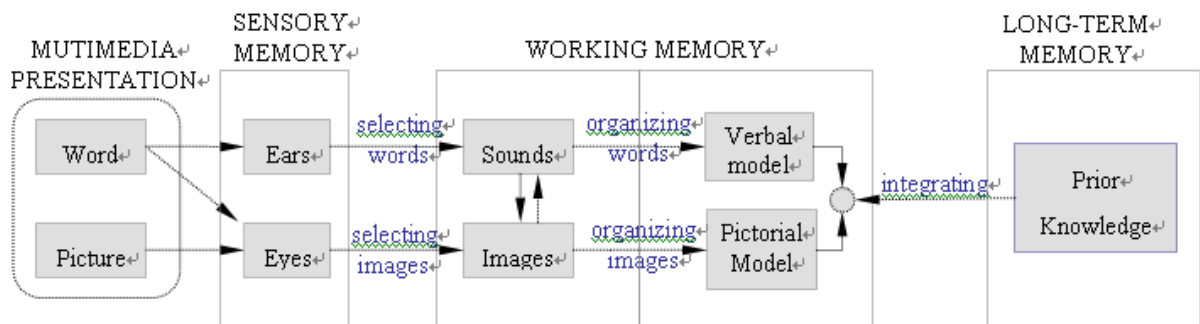 MUTIMEDIA
PRESENTATION
SENSORY
MEMORY
WORKING MEMORY
LONG-TERM
MEMORY
Word
Ears
selecting
words
Sounds
organizing
words
Verbal
model
integrating
Prior
Knowledge
Picture
Eyes
selecting
images
Images
organizing
images
Pictorial
Model